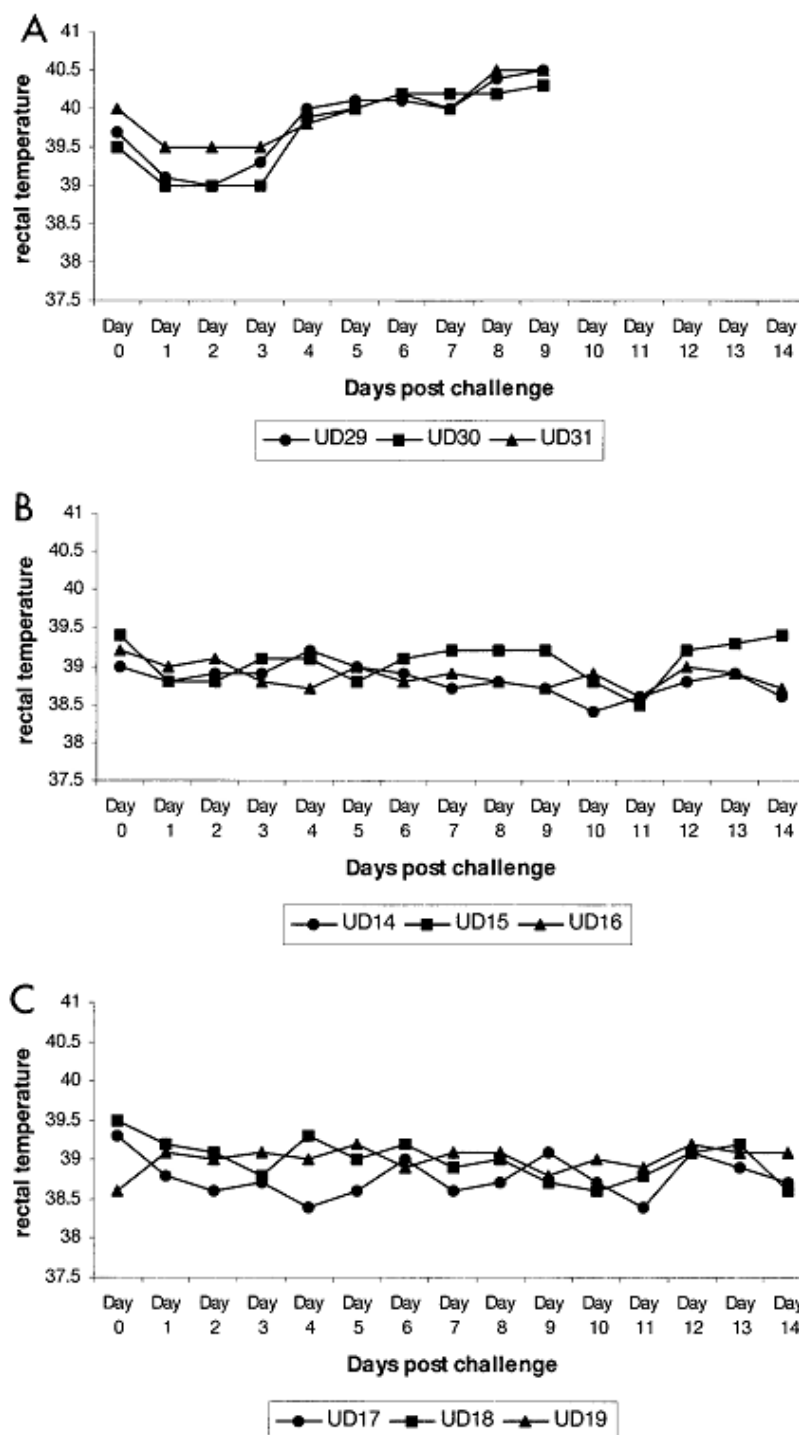 A
41
40.5
40
39.5
39
38.5
38
37.5
rectal temperature
Day Day Day Day Day Day Day Day Day Day Day Day Day Day Day
0 1 2 3 4 5 6 7 8 9 10 11 12 13 14
Days post challenge
UD29 UD30 UD31
B
41
40.5
40
39.5
39
38.5
38
37.5
rectal temperature
Day Day Day Day Day Day Day Day Day Day Day Day Day Day Day
0 1 2 3 4 5 6 7 8 9 10 11 12 13 14
Days post challenge
UD14 UD15 UD16
C
41
40.5
40
39.5
39
38.5
38
37.5
rectal temperature
Day Day Day Day Day Day Day Day Day Day Day Day Day Day Day
0 1 2 3 4 5 6 7 8 9 10 11 12 13 14
Days post challenge
UD17 UD18 UD19